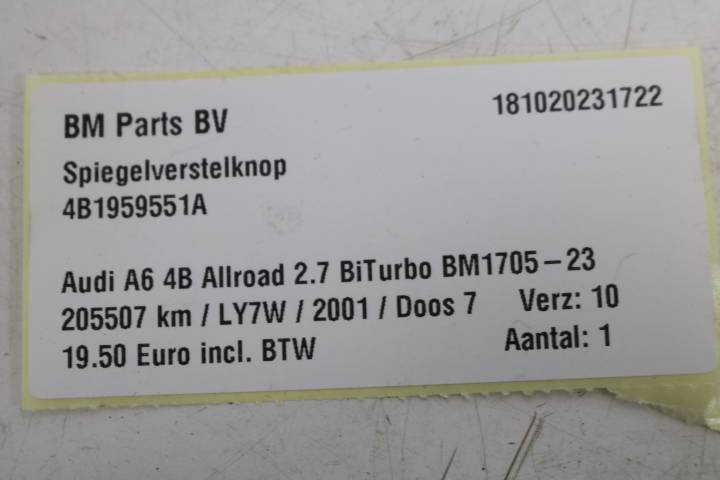 BM Parts BV 181020231722
Spiegelverstelknop
4B1959551A
Audi A6 4B Allroad 2.7 BiTurbo BM1705-23
205507 km / LY7W / 2001 / Doos 7 Verz: 10
19.50 Euro incl. BTW Aantal: 1